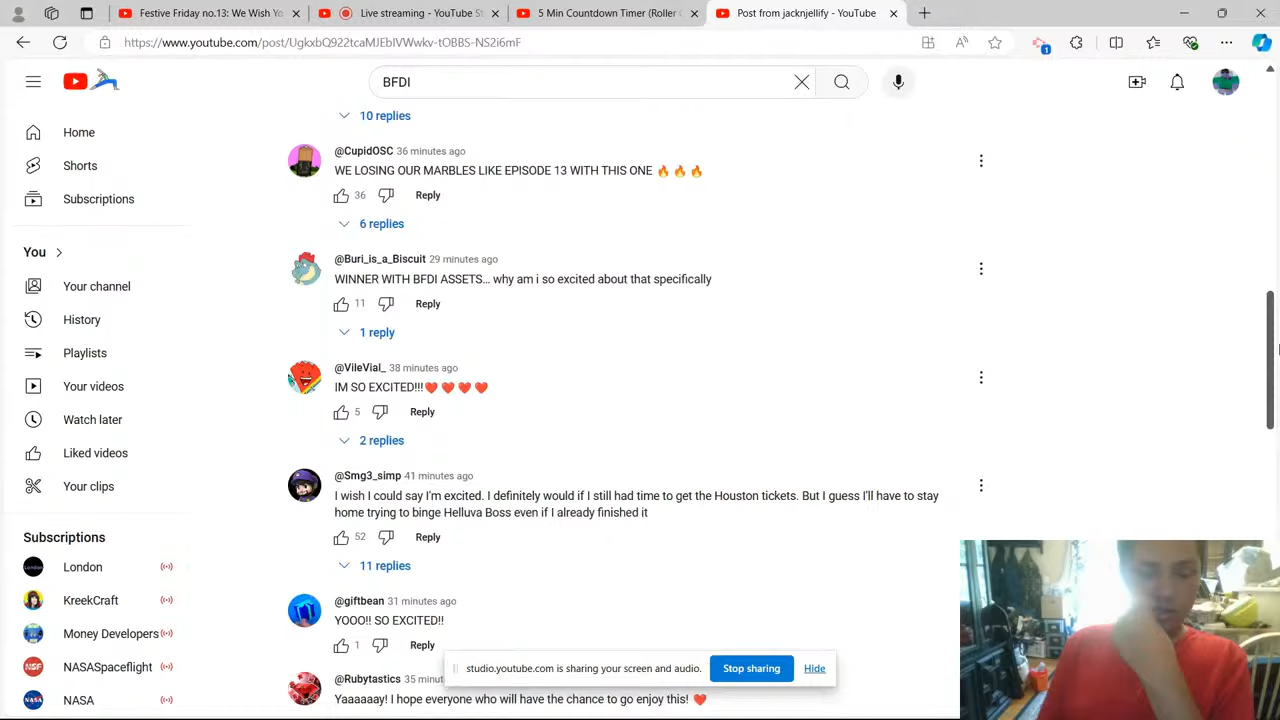 Festive Friday no.13: We Wish Yo
Live streaming - YouTube St
5 Min Countdown Timer (Roller C
Post from jacknjellify - YouTube
https://www.youtube.com/post/UgkxbQ922tcaMJEbIVWwkv-tOBBS-NS2i6mF
1
BFDI
Home
Shorts
Subscriptions
You
Your channel
History
Playlists
Your videos
Watch later
Liked videos
Your clips
Subscriptions
London
KreekCraft
Money Developers
NASASpaceflight
NASA
10 replies
@CupidOSC 36 minutes ago
WE LOSING OUR MARBLES LIKE EPISODE 13 WITH THIS ONE 🔥 🔥 🔥
36 Reply
6 replies
@Buri_is_a_Biscuit 29 minutes ago
WINNER WITH BFDI ASSETS... why am i so excited about that specifically
11 Reply
1 reply
@VileVial_ 38 minutes ago
IM SO EXCITED!!!❤️ ❤️ ❤️ ❤️
5 Reply
2 replies
@Smg3_simp 41 minutes ago
I wish I could say I'm excited. I definitely would if I still had time to get the Houston tickets. But I guess I'll have to stay
home trying to binge Helluva Boss even if I already finished it
52 Reply
11 replies
@giftbean 31 minutes ago
YOOO!! SO EXCITED!!
1 Reply
studio.youtube.com is sharing your screen and audio. Stop sharing Hide
@Rubytastics 35 minut
Yaaaaaay! I hope everyone who will have the chance to go enjoy this! ❤️